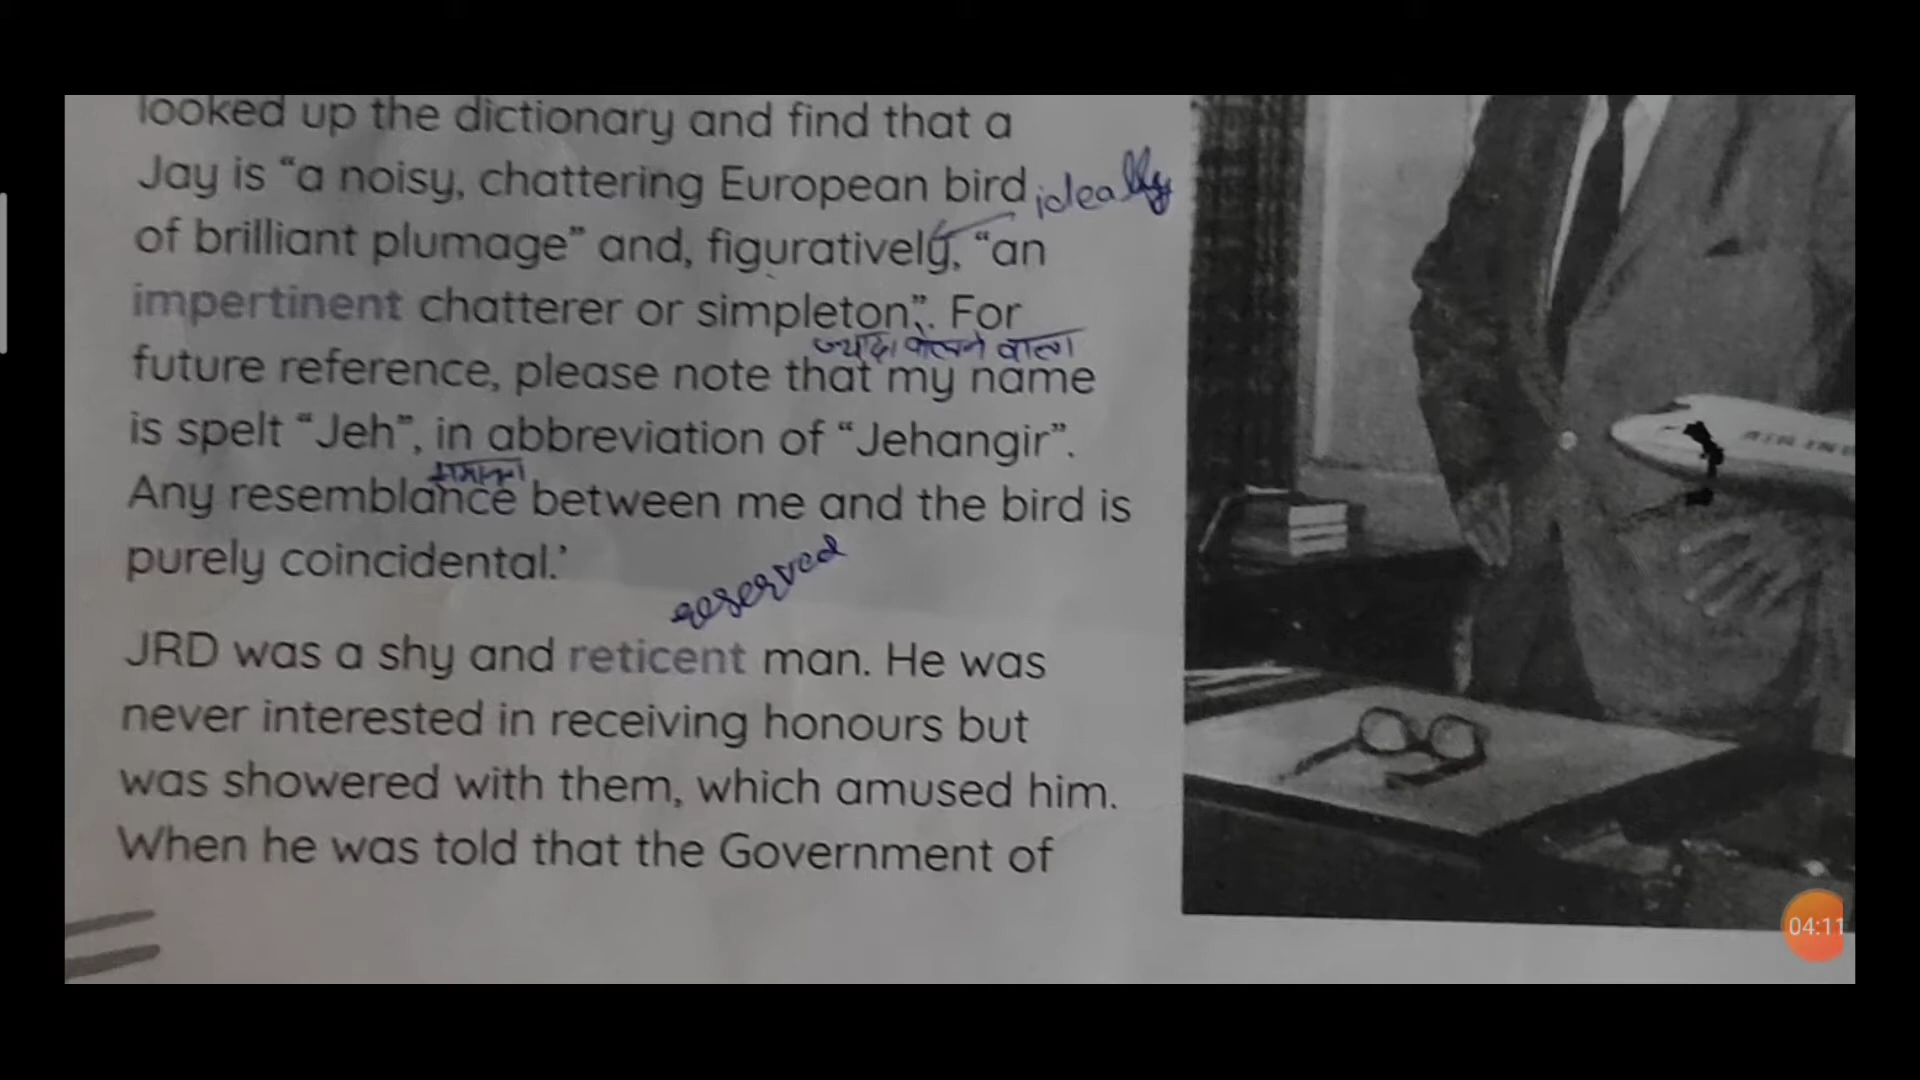 looked up the dictionary and find that a
Jay is “a noisy, chattering European bird
ideally
of brilliant plumage” and, figuratively, “an
impertinent chatterer or simpleton”. For
ज्यादा बोलने वाला
future reference, please note that my name
is spelt “Jeh”, in abbreviation of “Jehangir”.
Any resemblance between me and the bird is
purely coincidental.’
reserved
JRD was a shy and reticent man. He was
never interested in receiving honours but
was showered with them, which amused him.
When he was told that the Government of
AIR IND
04:11